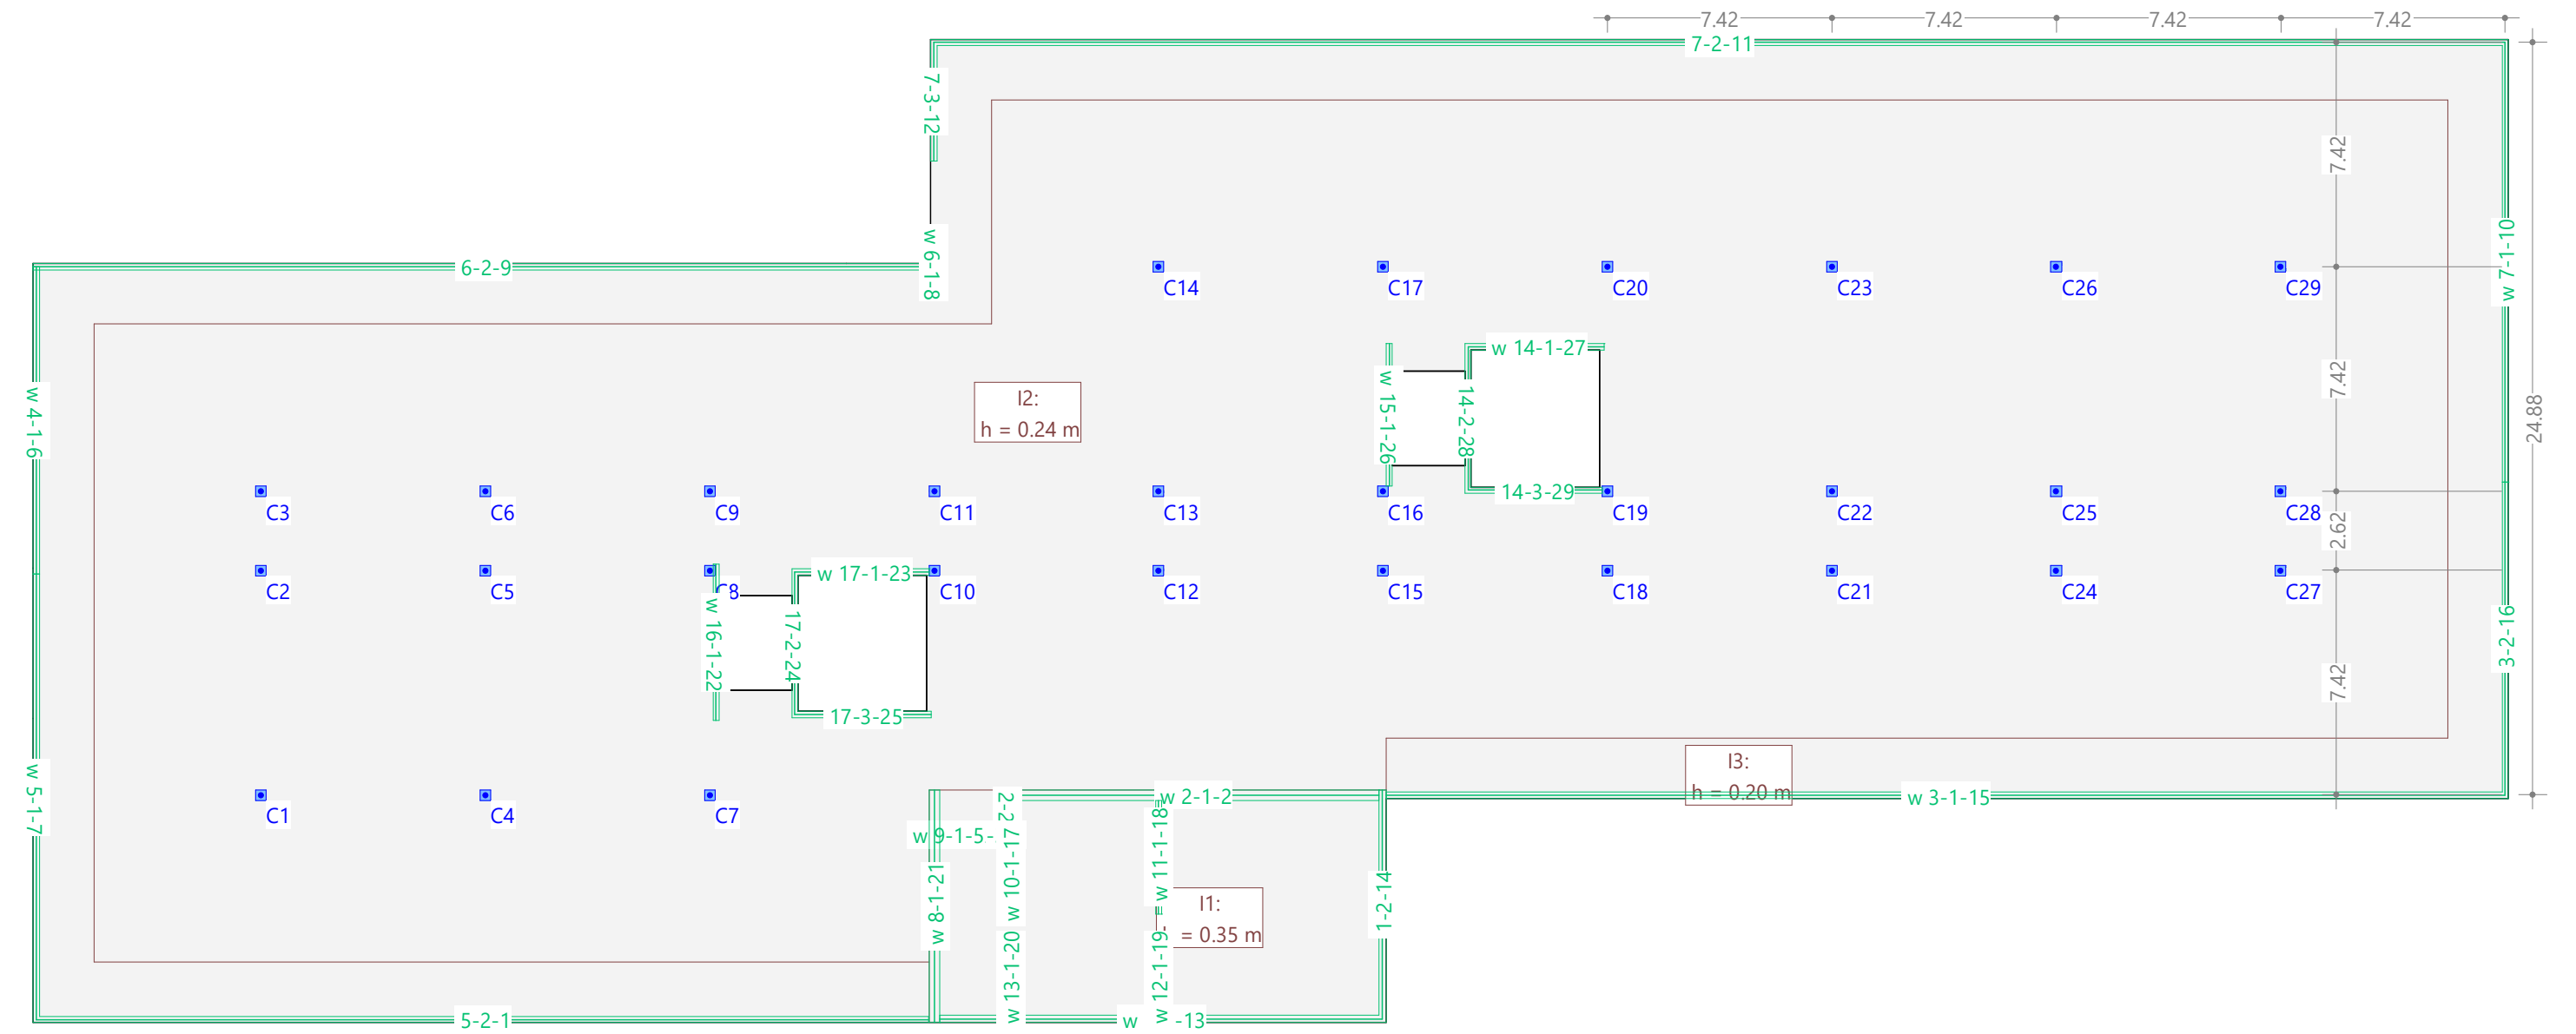 7.42 7.42 7.42 7.42
7-2-11
7-3-12
7.42
w 6-1-8
w 7-1-10
6-2-9
C14 C17 C20 C23 C26 C29
w 14-1-27
I2:
h = 0.24 m
w 4-1-6
w 15-1-26
14-2-28
7.42
24.88
14-3-29
C3 C6 C9 C11 C13 C16 C19 C22 C25 C28
2.62
w 17-1-23
C2 C5 C8 C10 C12 C15 C18 C21 C24 C27
w 16-1-22
17-2-24
3-2-16
7.42
17-3-25
I3:
h = 0.20 m
w 5-1-7
w 2-1-2
w 3-1-15
C1 C4 C7
2-2
w 9-1-5-
w 10-1-17
w 11-1-18
w 8-1-21
1-2-14
I1:
= 0.35 m
w 13-1-20
w 12-1-19
5-2-1
w
-13